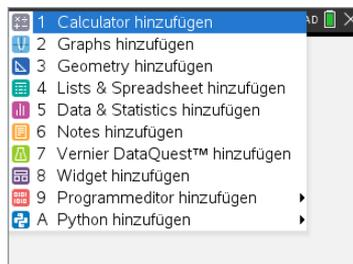 1 Calculator hinzufügen
AD
2 Graphs hinzufügen
3 Geometry hinzufügen
4 Lists & Spreadsheet hinzufügen
5 Data & Statistics hinzufügen
6 Notes hinzufügen
7 Vernier DataQuest™ hinzufügen
8 Widget hinzufügen
9 Programmeditor hinzufügen
A Python hinzufügen